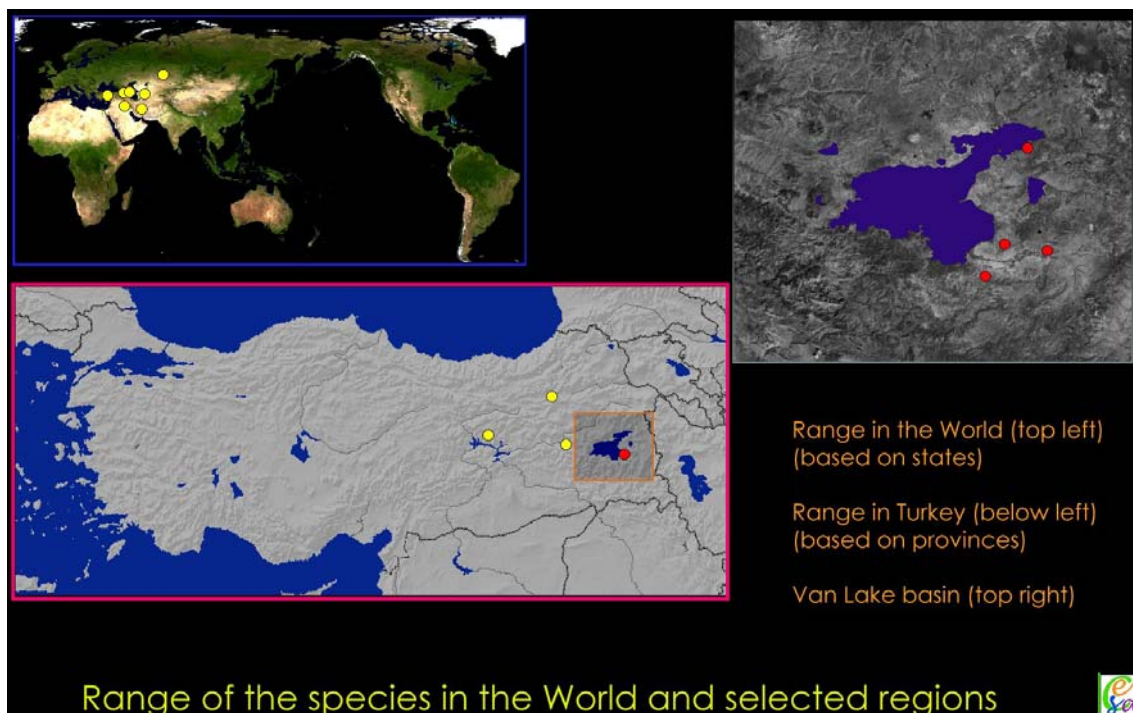 Range in the World (top left)
(based on states)
Range in Turkey (below left)
(based on provinces)
Van Lake basin (top right)
Range of the species in the World and selected regions